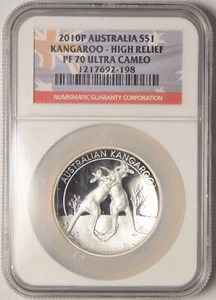 2010P AUSTRALIA S$1
KANGAROO - HIGH RELIEF
PF 70 ULTRA CAMEO
1217692-198
NUMISMATIC GUARANTY CORPORATION
AUSTRALIAN KANGAROO